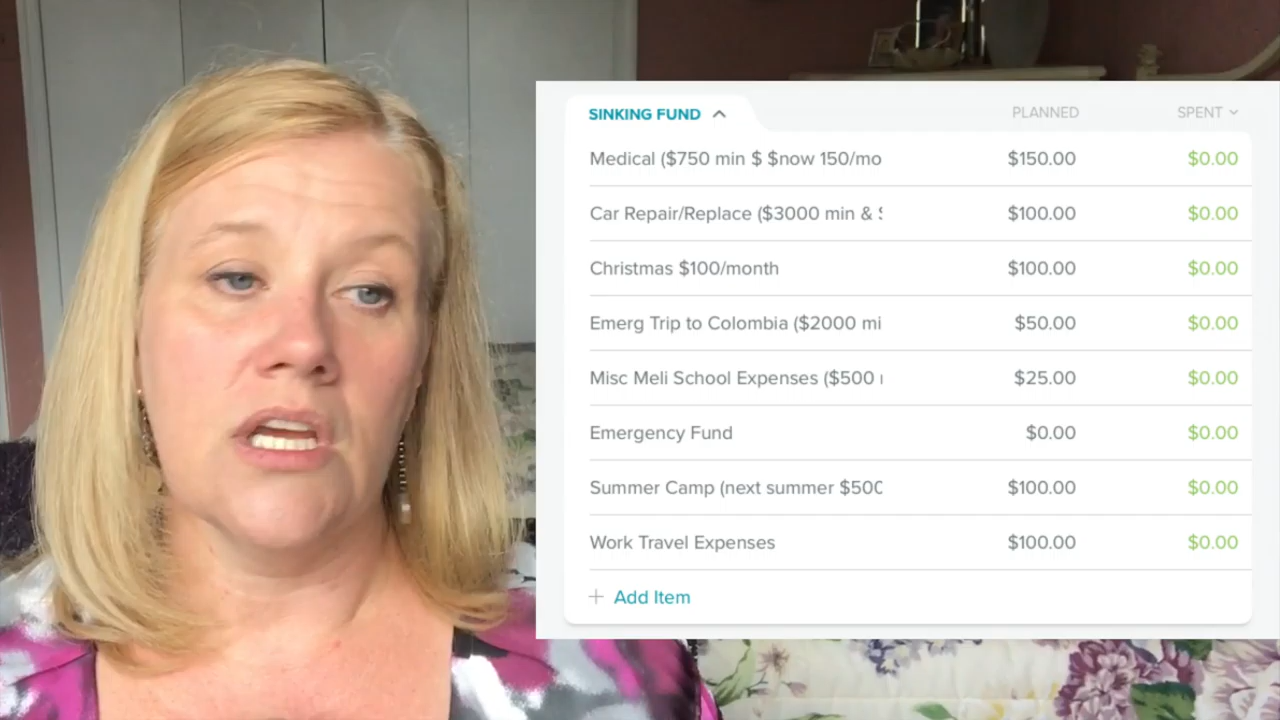 SINKING FUND PLANNED SPENT
Medical ($750 min $ $now 150/mo $150.00 $0.00
Car Repair/Replace ($3000 min & $100.00 $0.00
Christmas $100/month $100.00 $0.00
Emerg Trip to Colombia ($2000 mi $50.00 $0.00
Misc Meli School Expenses ($500 $25.00 $0.00
Emergency Fund $0.00 $0.00
Summer Camp (next summer $500 $100.00 $0.00
Work Travel Expenses $100.00 $0.00
+ Add Item